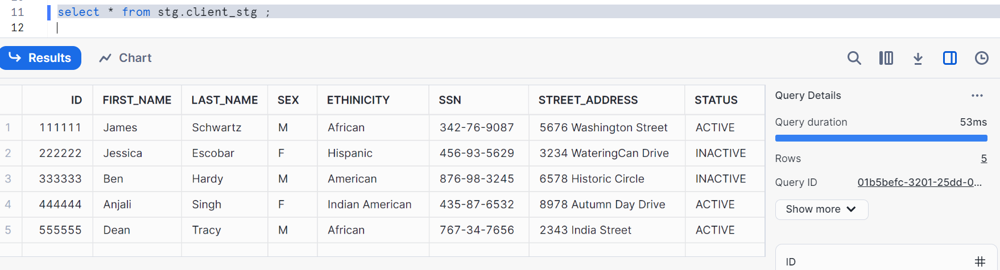 11 select * from stg.client_stg ;
12
Results Chart
ID FIRST_NAME LAST_NAME SEX ETHINICITY SSN STREET_ADDRESS STATUS
1 111111 James Schwartz M African 342-76-9087 5676 Washington Street ACTIVE
2 222222 Jessica Escobar F Hispanic 456-93-5629 3234 WateringCan Drive INACTIVE
3 333333 Ben Hardy M American 876-98-3245 6578 Historic Circle INACTIVE
4 444444 Anjali Singh F Indian American 435-87-6532 8978 Autumn Day Drive ACTIVE
5 555555 Dean Tracy M African 767-34-7656 2343 India Street ACTIVE
Query Details ...
Query duration 53ms
Rows 5
Query ID 01b5befc-3201-25dd-0...
Show more
ID #